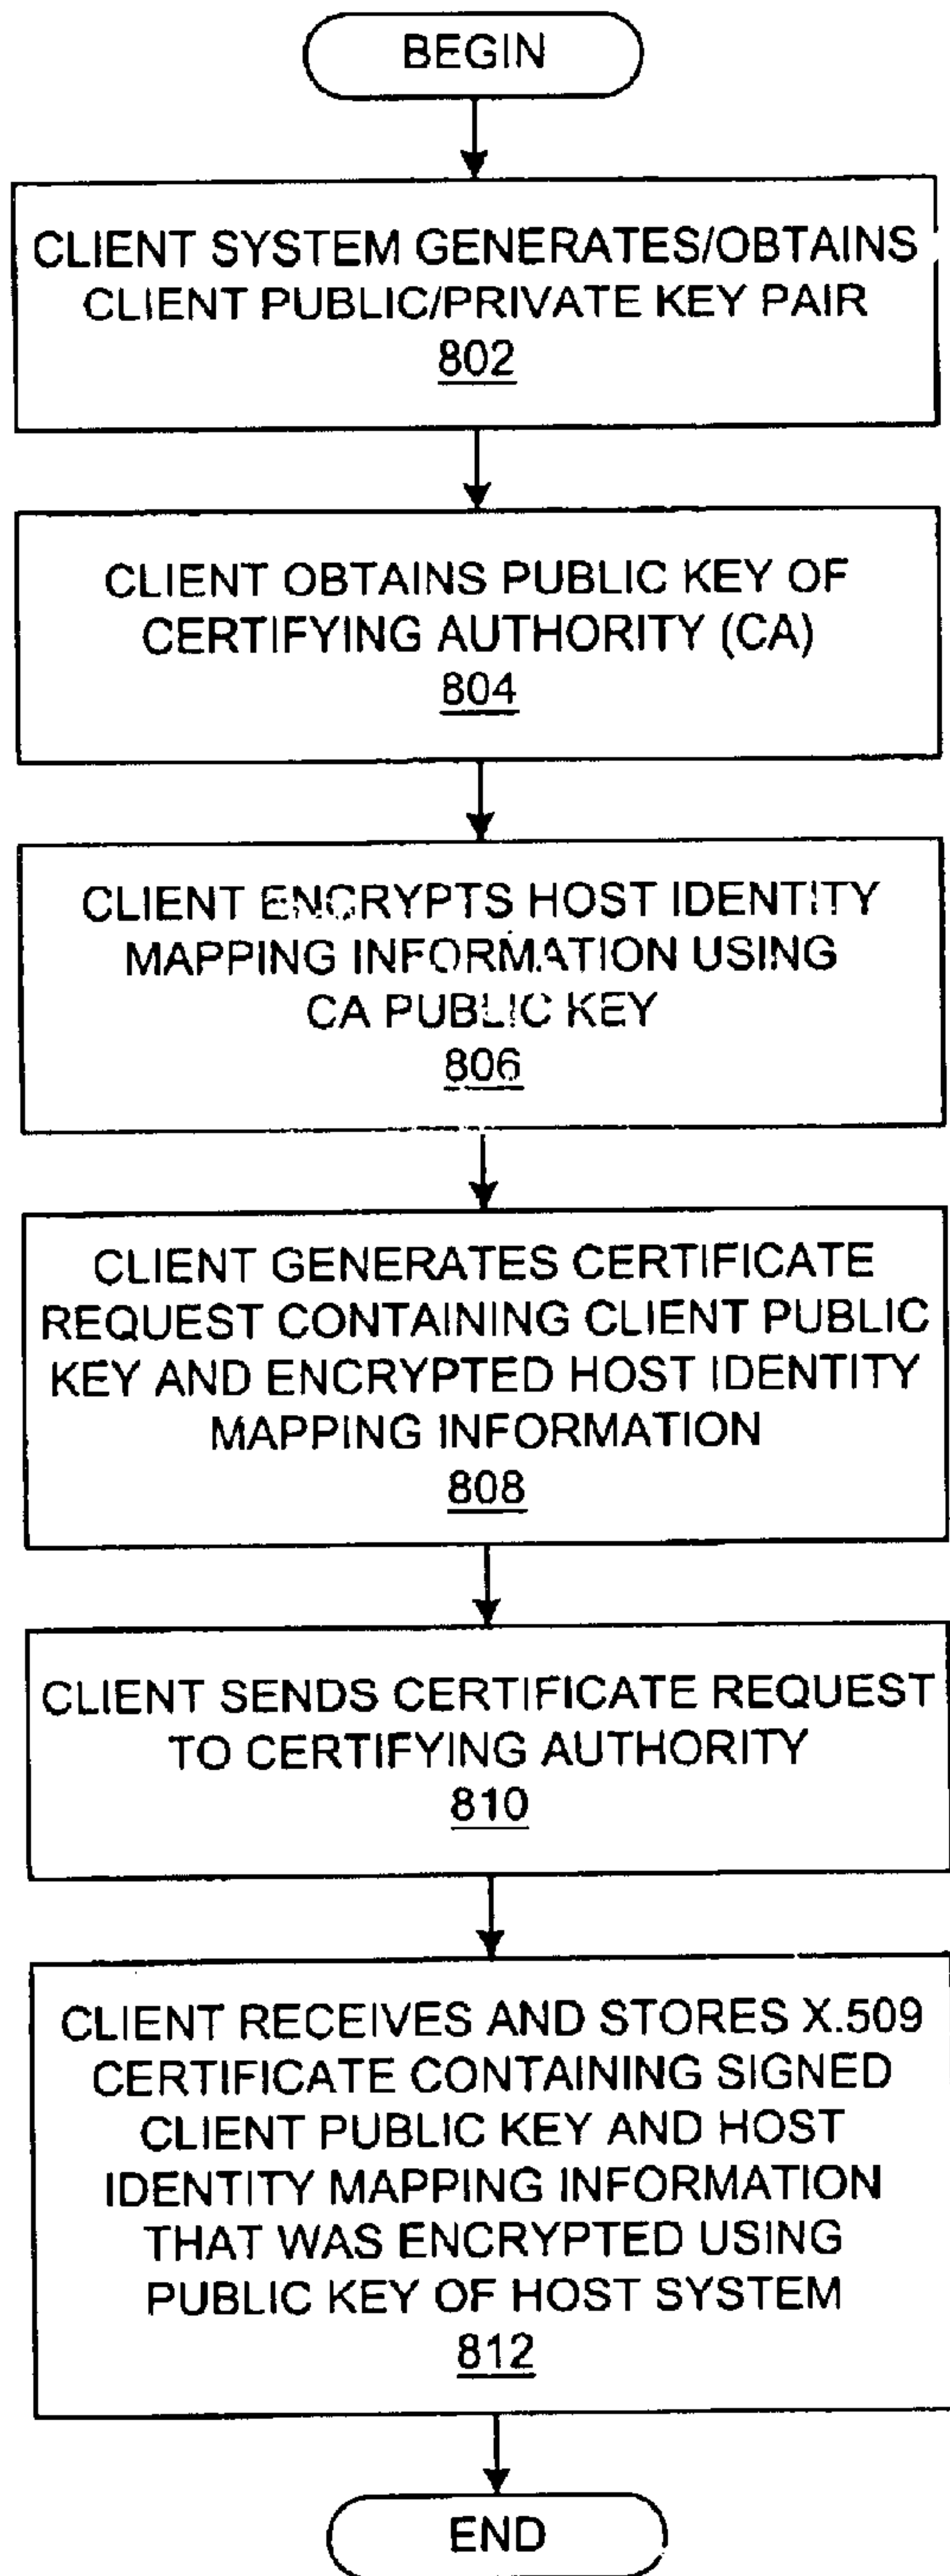 BEGIN
CLIENT SYSTEM GENERATES/OBTAINS
CLIENT PUBLIC/PRIVATE KEY PAIR
802
CLIENT OBTAINS PUBLIC KEY OF
CERTIFYING AUTHORITY (CA)
804
CLIENT ENCRYPTS HOST IDENTITY
MAPPING INFORMATION USING
CA PUBLIC KEY
806
CLIENT GENERATES CERTIFICATE
REQUEST CONTAINING CLIENT PUBLIC
KEY AND ENCRYPTED HOST IDENTITY
MAPPING INFORMATION
808
CLIENT SENDS CERTIFICATE REQUEST
TO CERTIFYING AUTHORITY
810
CLIENT RECEIVES AND STORES X.509
CERTIFICATE CONTAINING SIGNED
CLIENT PUBLIC KEY AND HOST
IDENTITY MAPPING INFORMATION
THAT WAS ENCRYPTED USING
PUBLIC KEY OF HOST SYSTEM
812
END